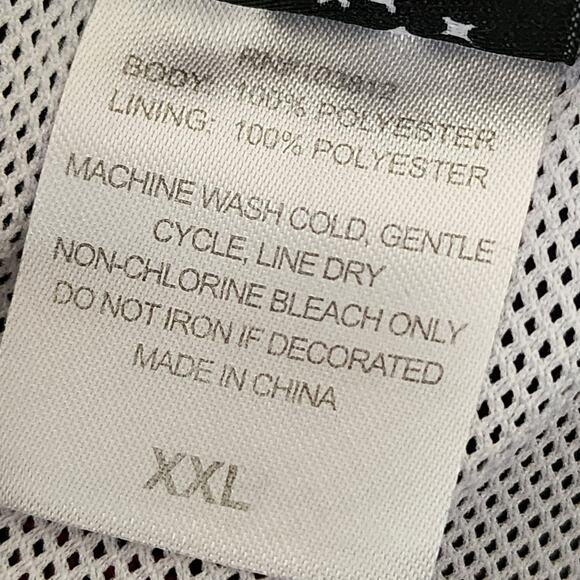 BODY: 100% POLYESTER
LINING: 100% POLYESTER
MACHINE WASH COLD, GENTLE
CYCLE, LINE DRY
NON-CHLORINE BLEACH ONLY
DO NOT IRON IF DECORATED
MADE IN CHINA
XXL